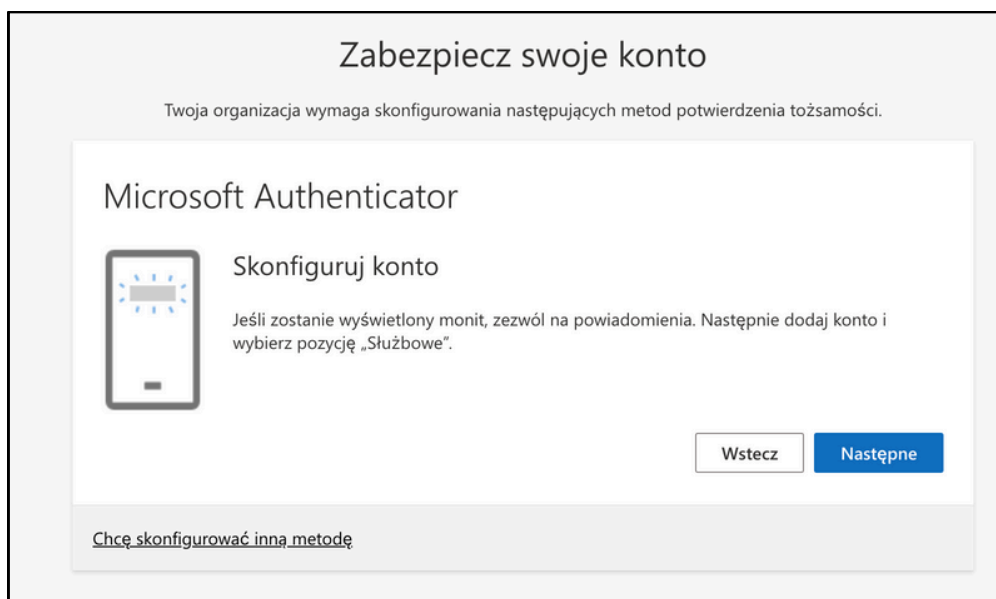 Zabezpiecz swoje konto
Twoja organizacja wymaga skonfigurowania następujących metod potwierdzenia tożsamości.
Microsoft Authenticator
Skonfiguruj konto
Jeśli zostanie wyświetlony monit, zezwól na powiadomienia. Następnie dodaj konto i
wybierz pozycję „Służbowe”.
Wstecz
Następne
Chcę skonfigurować inną metodę